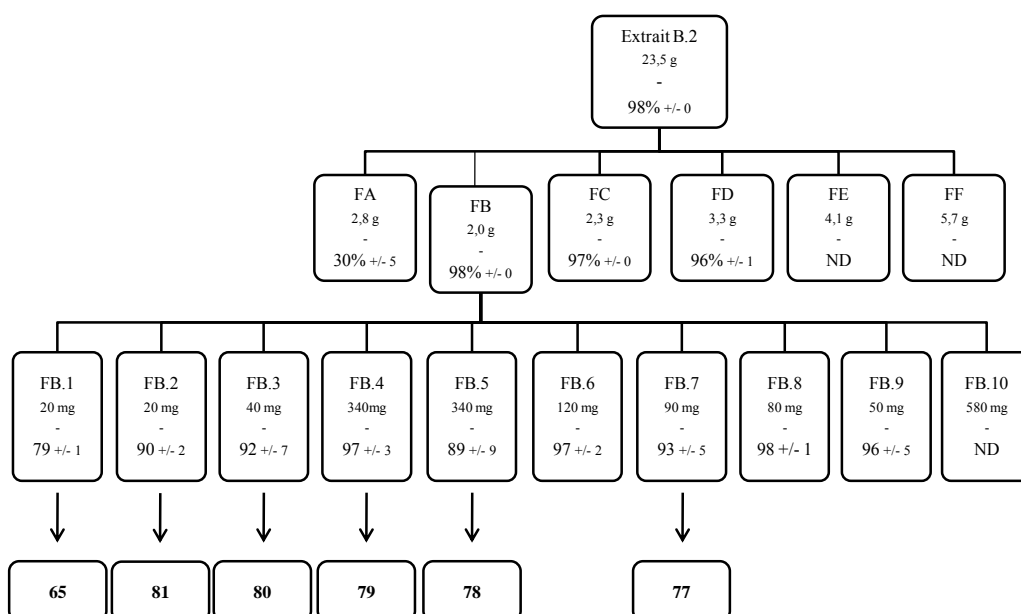 Extrait B.2
23,5 g
-
98% +/- 0
FA
2,8 g
-
30% +/- 5
FB
2,0 g
-
98% +/- 0
FC
2,3 g
-
97% +/- 0
FD
3,3 g
-
96% +/- 1
FE
4,1 g
-
ND
FF
5,7 g
-
ND
FB.1
20 mg
-
79 +/- 1
FB.2
20 mg
-
90 +/- 2
FB.3
40 mg
-
92 +/- 7
FB.4
340mg
-
97 +/- 3
FB.5
340 mg
-
89 +/- 9
FB.6
120 mg
-
97 +/- 2
FB.7
90 mg
-
93 +/- 5
FB.8
80 mg
-
98 +/- 1
FB.9
50 mg
-
96 +/- 5
FB.10
580 mg
-
ND
65
81
80
79
78
77